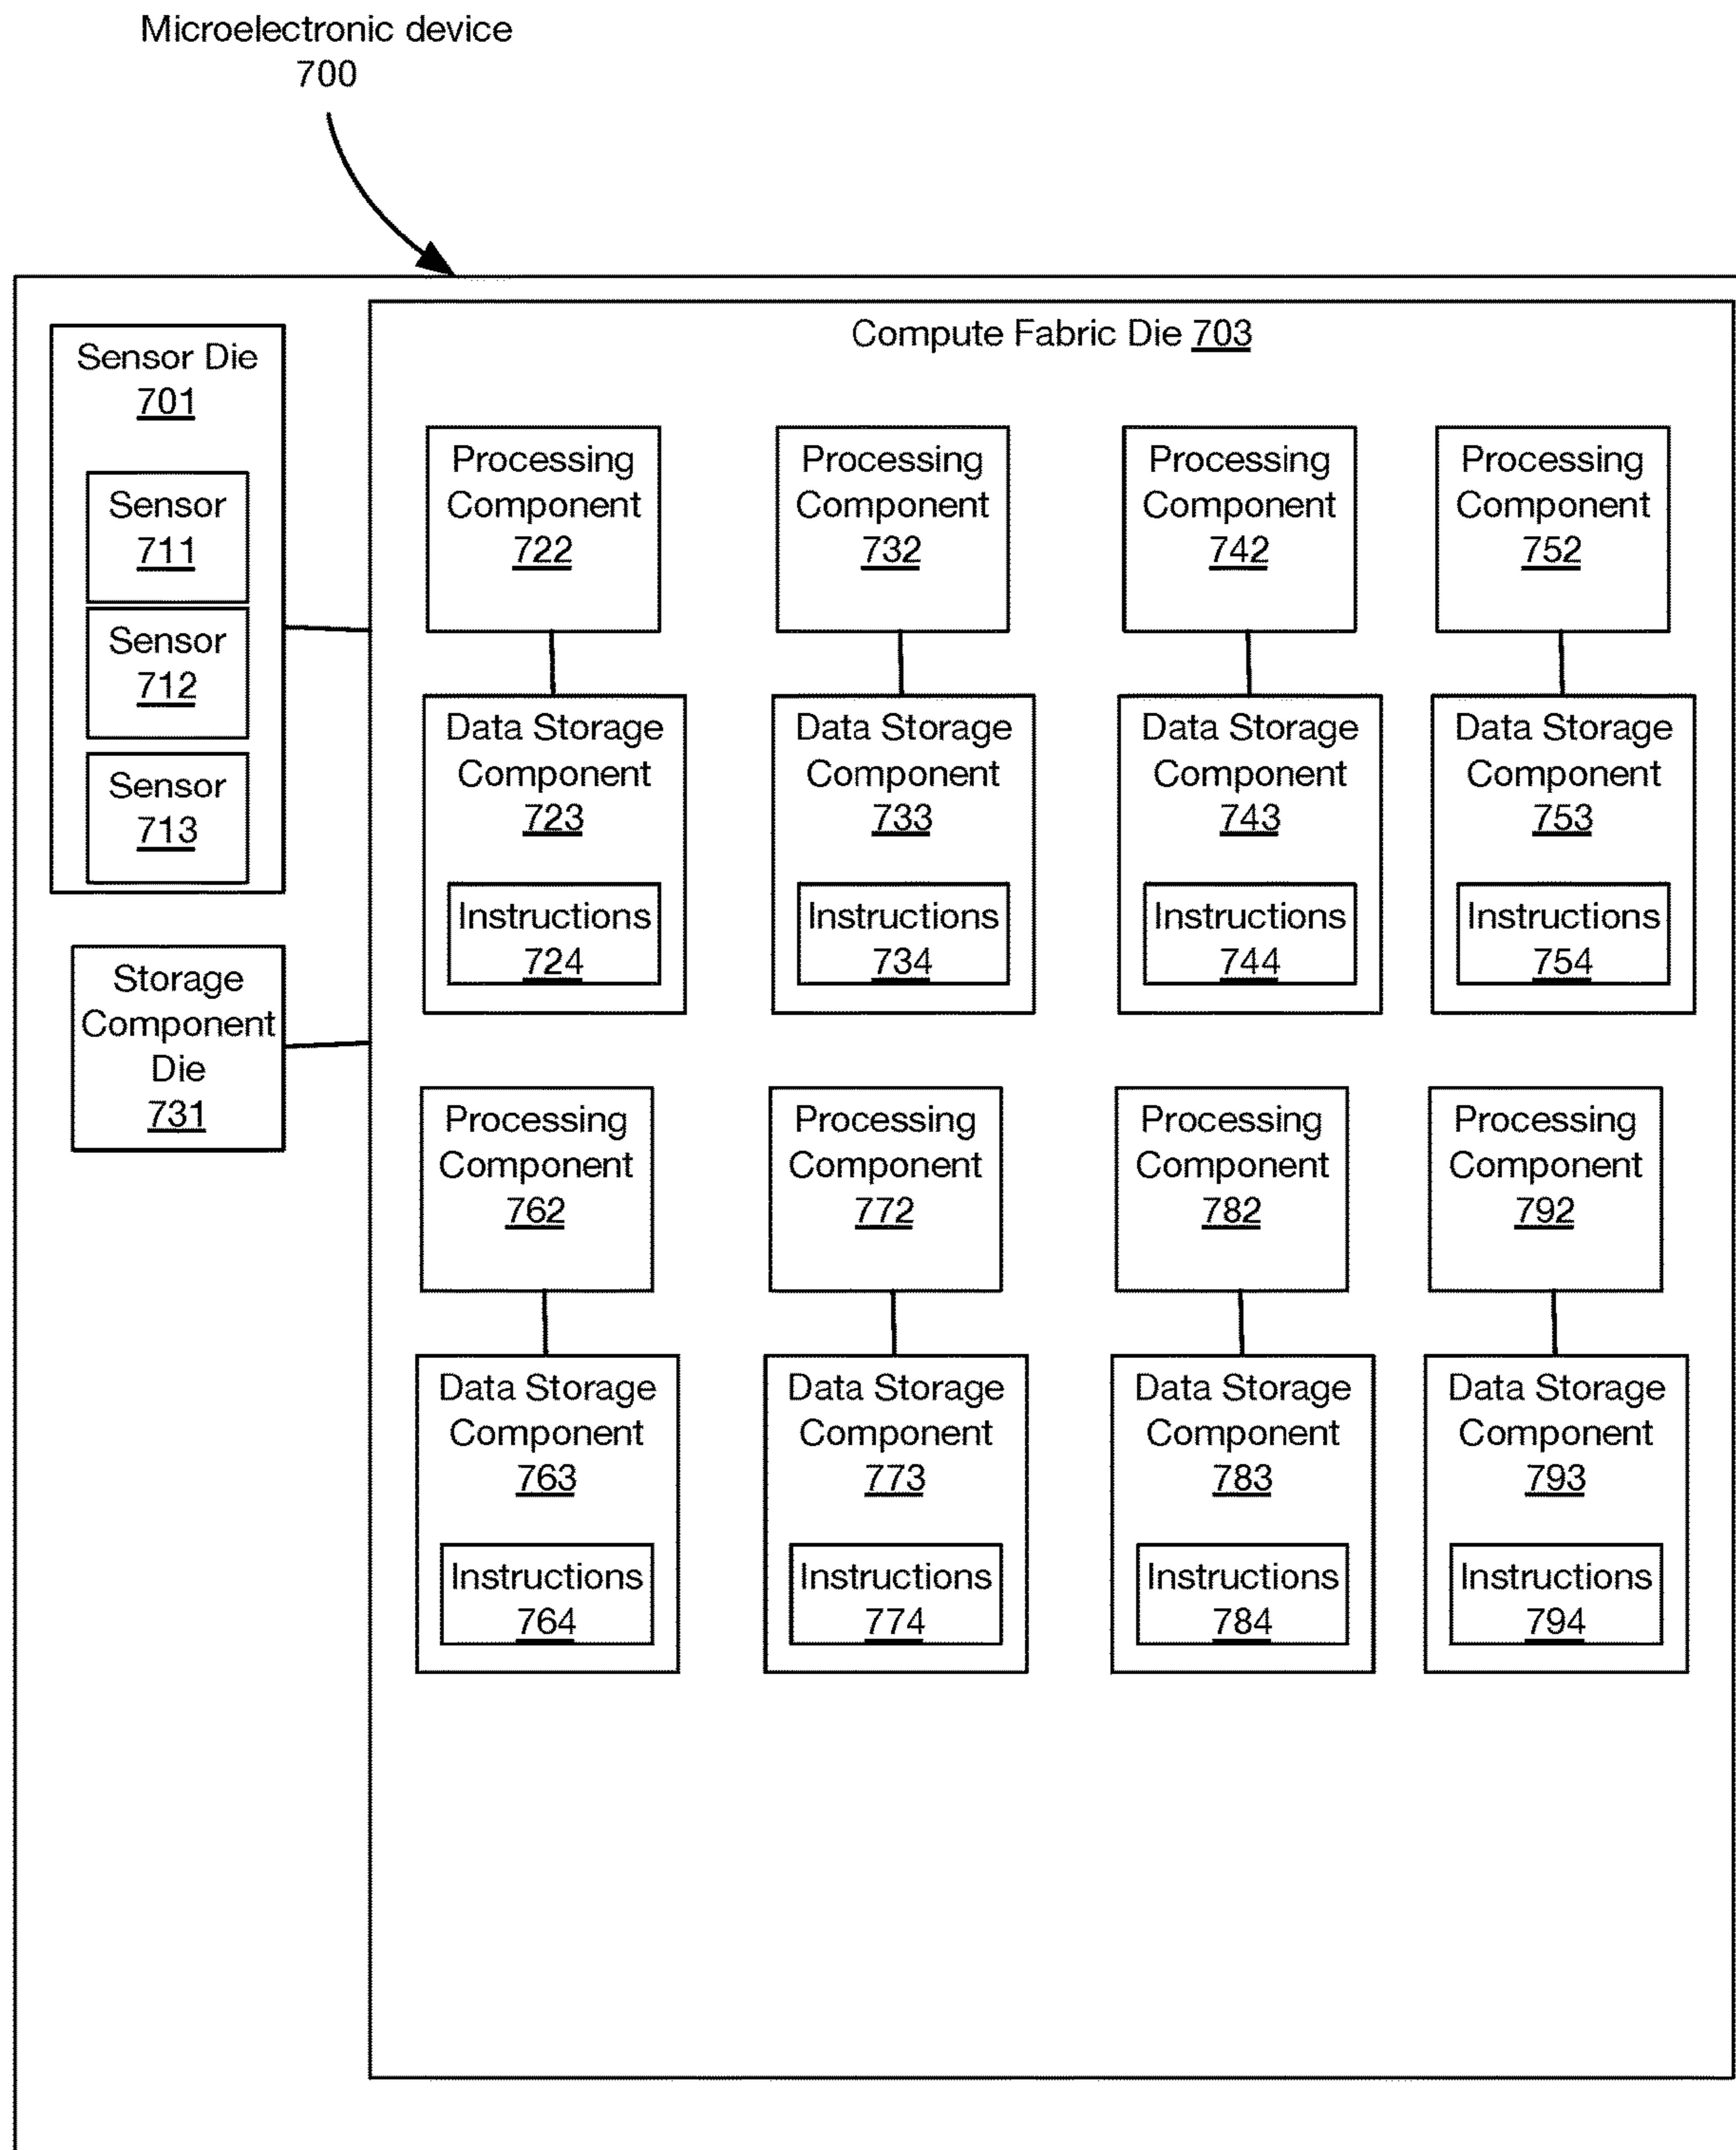 Microelectronic device
700
Compute Fabric Die 703
Sensor Die
701
Sensor
711
Sensor
712
Sensor
713
Storage
Component
Die
731
Processing
Component
722
Data Storage
Component
723
Instructions
724
Processing
Component
732
Data Storage
Component
733
Instructions
734
Processing
Component
742
Data Storage
Component
743
Instructions
744
Processing
Component
752
Data Storage
Component
753
Instructions
754
Processing
Component
762
Data Storage
Component
763
Instructions
764
Processing
Component
772
Data Storage
Component
773
Instructions
774
Processing
Component
782
Data Storage
Component
783
Instructions
784
Processing
Component
792
Data Storage
Component
793
Instructions
794